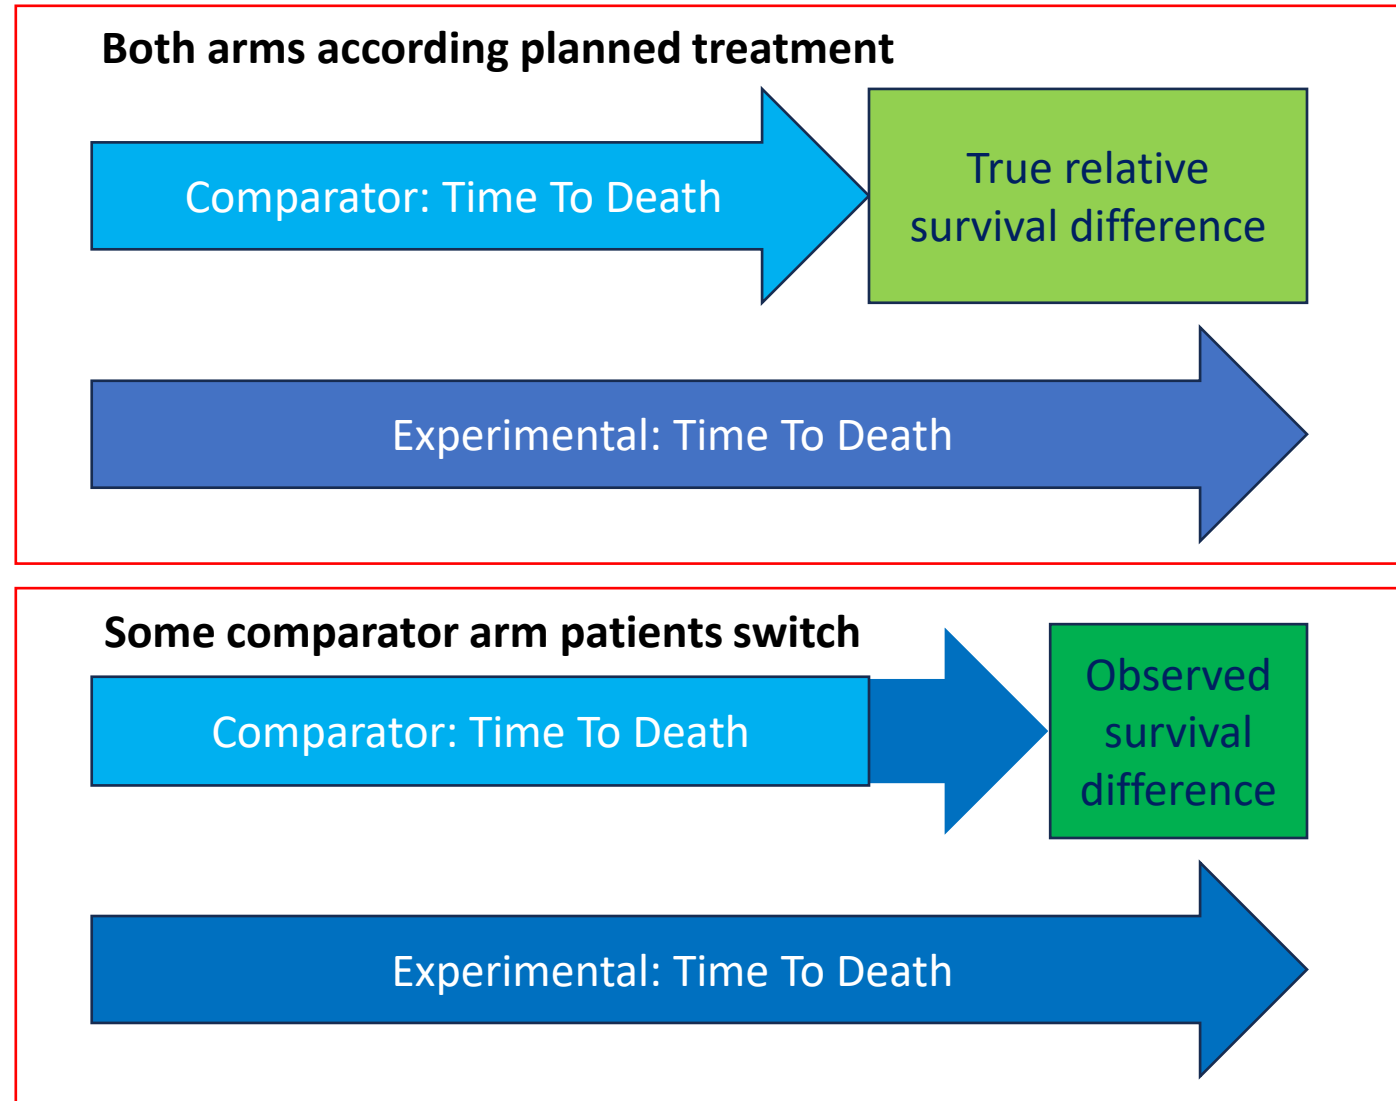 Both arms according planned treatment
Comparator: Time To Death
True relative
survival difference
Experimental: Time To Death
Some comparator arm patients switch
Comparator: Time To Death
Observed
survival
difference
Experimental: Time To Death